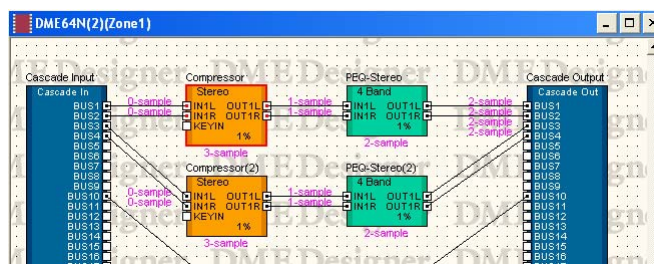 DME64N(2)(Zone1)
Cascade Input
Cascade In
BUS1
BUS2
BUS3
BUS4
BUS5
BUS6
BUS7
BUS8
BUS9
BUS10
BUS11
BUS12
BUS13
BUS14
BUS15
BUS16
0-sample
0-sample
Compressor
Stereo
IN1L OUT1L
IN1R OUT1R
KEYIN
1%
3-sample
1-sample
1-sample
PEQ-Stereo
4 Band
IN1L OUT1L
IN1R OUT1R
1%
2-sample
2-sample
2-sample
2-sample
2-sample
0-sample
0-sample
Compressor(2)
Stereo
IN1L OUT1L
IN1R OUT1R
KEYIN
1%
3-sample
1-sample
1-sample
PEQ-Stereo(2)
4 Band
IN1L OUT1L
IN1R OUT1R
1%
2-sample
Cascade Output
Cascade Out
BUS1
BUS2
BUS3
BUS4
BUS5
BUS6
BUS7
BUS8
BUS9
BUS10
BUS11
BUS12
BUS13
BUS14
BUS15
BUS16
DME Designer